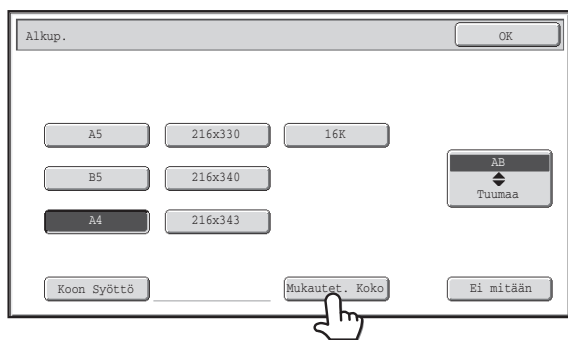 Alkup.
OK
A5
216x330
16K
B5
216x340
AB
Tuumaa
A4
216x343
Koon Syöttö
Mukautet. Koko
Ei mitään